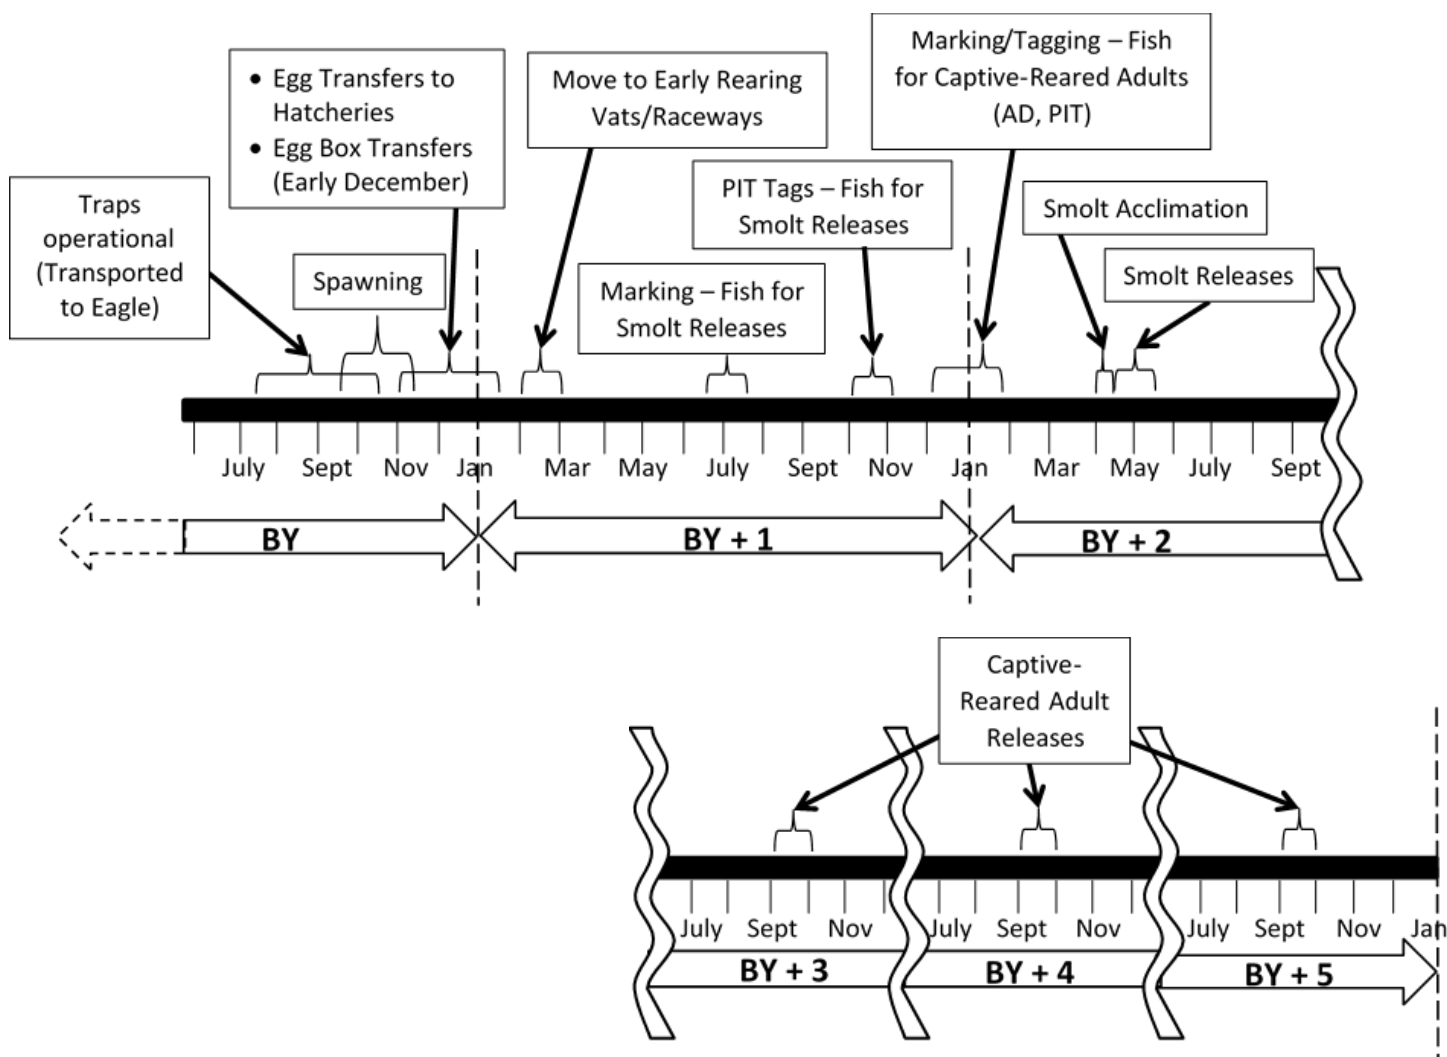 Traps
operational
(Transported
to Eagle)
• Egg Transfers to
Hatcheries
• Egg Box Transfers
(Early December)
Spawning
Move to Early Rearing
Vats/Raceways
Marking – Fish for
Smolt Releases
PIT Tags – Fish for
Smolt Releases
Marking/Tagging – Fish
for Captive-Reared Adults
(AD, PIT)
Smolt Acclimation
Smolt Releases
July Sept Nov Jan Mar May July Sept Nov Jan Mar May July Sept
BY BY + 1 BY + 2
Captive-
Reared Adult
Releases
July Sept Nov July Sept Nov July Sept Nov Jan
BY + 3 BY + 4 BY + 5